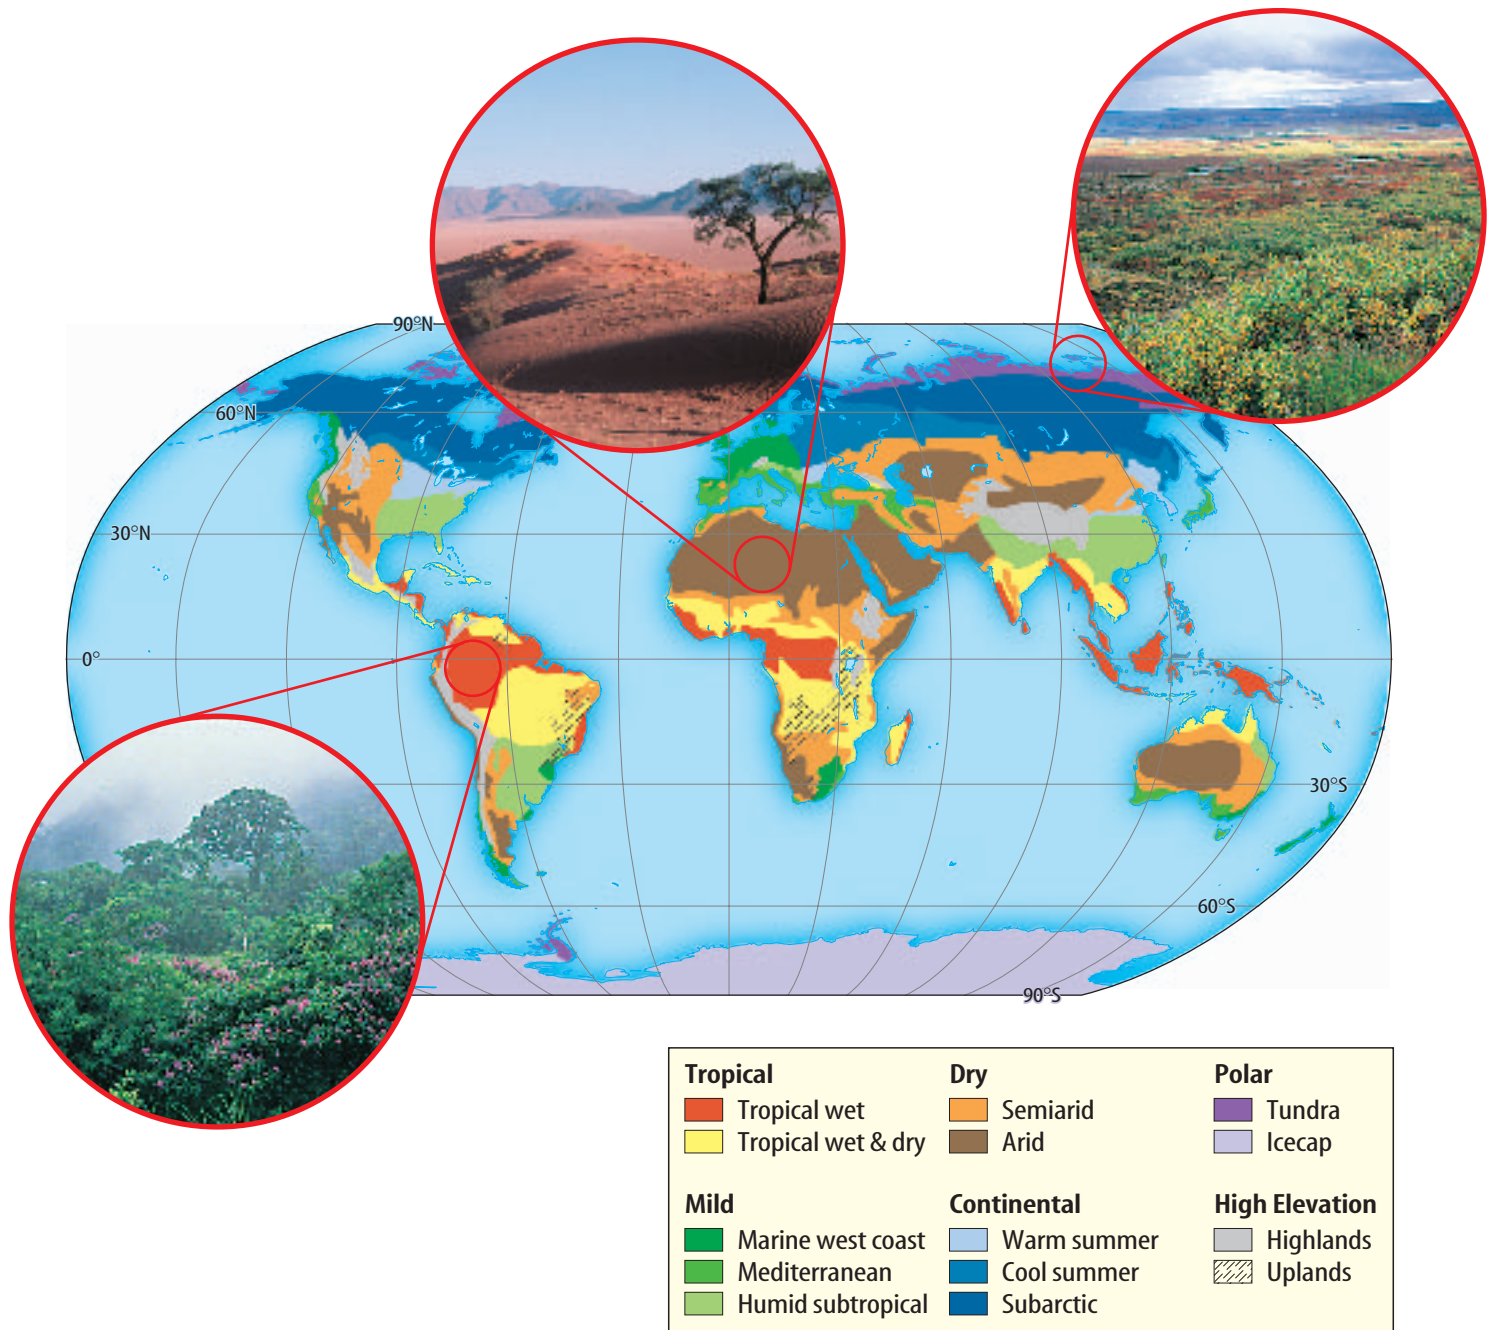 90°N
60°N
30°N
0°
30°S
60°S
90°S
Tropical
Tropical wet
Tropical wet & dry
Dry
Semiarid
Arid
Polar
Tundra
Icecap
Mild
Marine west coast
Mediterranean
Humid subtropical
Continental
Warm summer
Cool summer
Subarctic
High Elevation
Highlands
Uplands